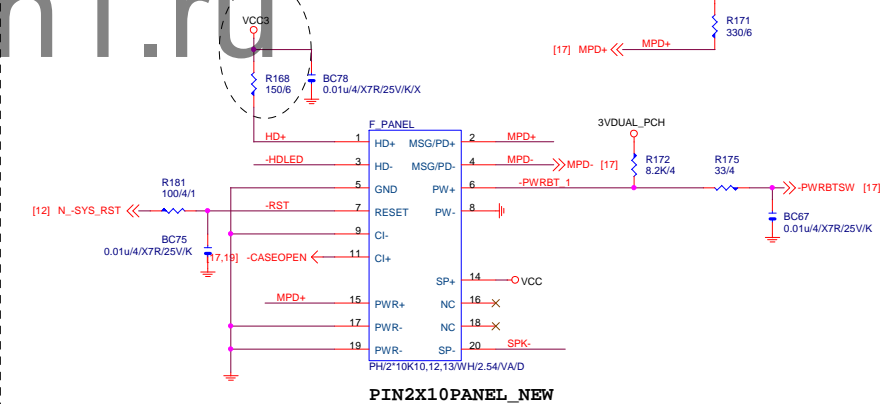 n1.ru
VCC3
R171
330/6
[17] MPD+
MPD+
R168
150/6
BC78
0.01u/4/X7R/25V/K/X
F_PANEL
3VDUAL_PCH
HD+
1
HD+
MSG/PD+
2
MPD+
-HDLED
3
HD-
MSG/PD-
4
MPD-
MPD- [17]
R172
8.2K/4
R175
33/4
R181
100/4/1
5
GND
PW+
6
-PWRBT_1
-PWRBTSW [17]
[12] N_-SYS_RST
-RST
7
RESET
PW-
8
BC67
0.01u/4/X7R/25V/K
9
CI-
BC75
0.01u/4/X7R/25V/K
[17,19] -CASEOPEN
11
CI+
SP+
14
VCC
MPD+
15
PWR+
NC
16
17
PWR-
NC
18
19
PWR-
SP-
20
SPK-
PH/2*10K10,12,13/WH/2.54/VA/D
PIN2X10PANEL_NEW